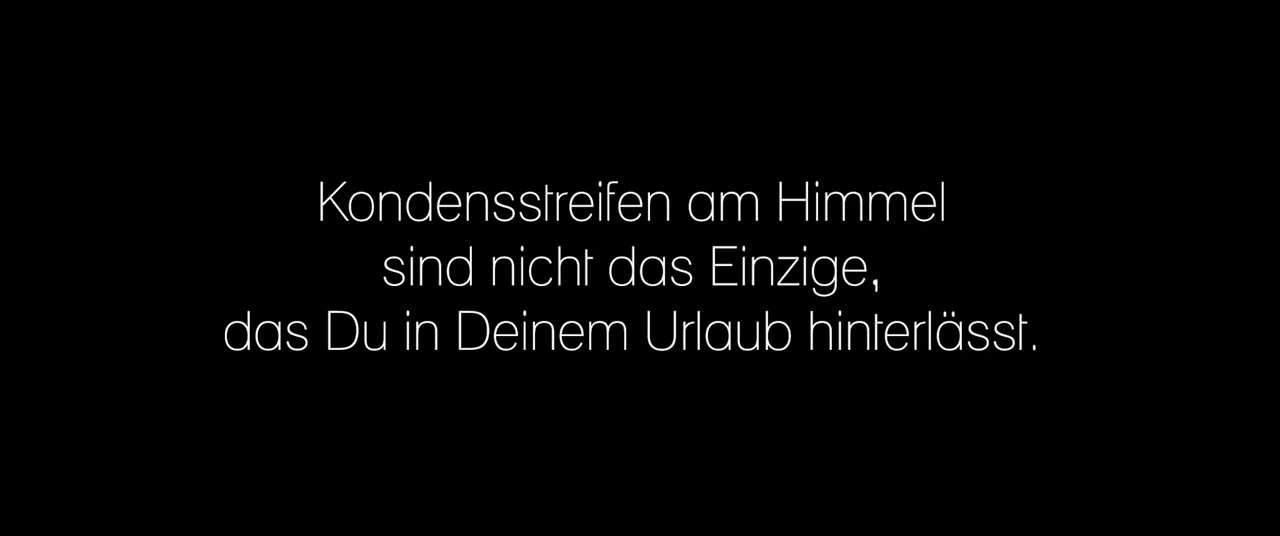 Kondensstreifen am Himmel
sind nicht das Einzige,
das Du in Deinem Urlaub hinterlässt.